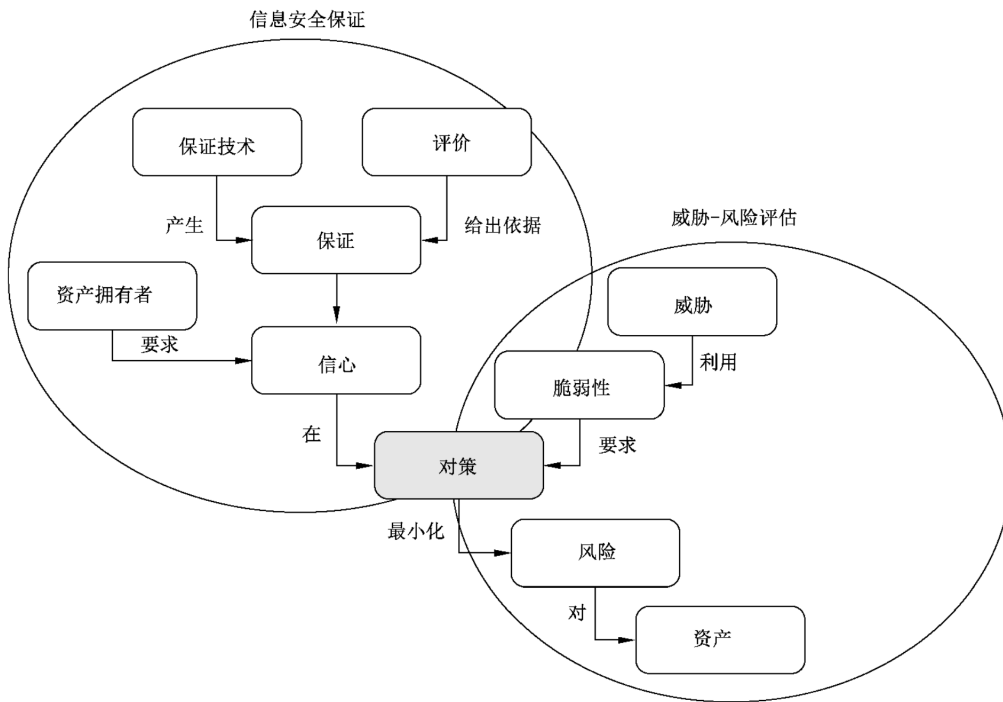 信息安全保证
保证技术
评价
产生
保证
给出依据
威胁-风险评估
资产拥有者
威胁
要求
信心
利用
脆弱性
在
对策
要求
最小化
风险
对
资产